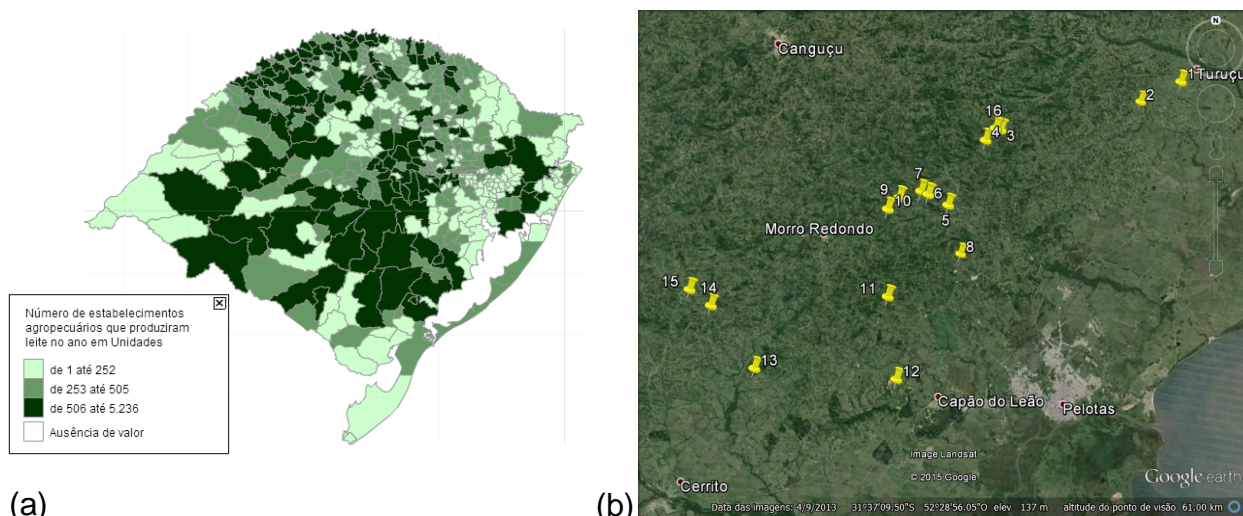 Número de estabelecimentos
agropecuários que produziram
leite no ano em Unidades
de 1 até 252
de 253 até 505
de 506 até 5.236
Ausência de valor
(a)
N
Canguçu
1 Turuçu
2
16
4 3
7
9
10 6
5
Morro Redondo
8
15
14
11
13
12
Capão do Leão
Pelotas
Cerrito
Image Landsat
© 2015 Google
Google earth
Data das imagens: 4/9/2013 31°37'09.50"S 52°28'56.05"O elev 137 m altitude do ponto de visão 61.00 km
(b)